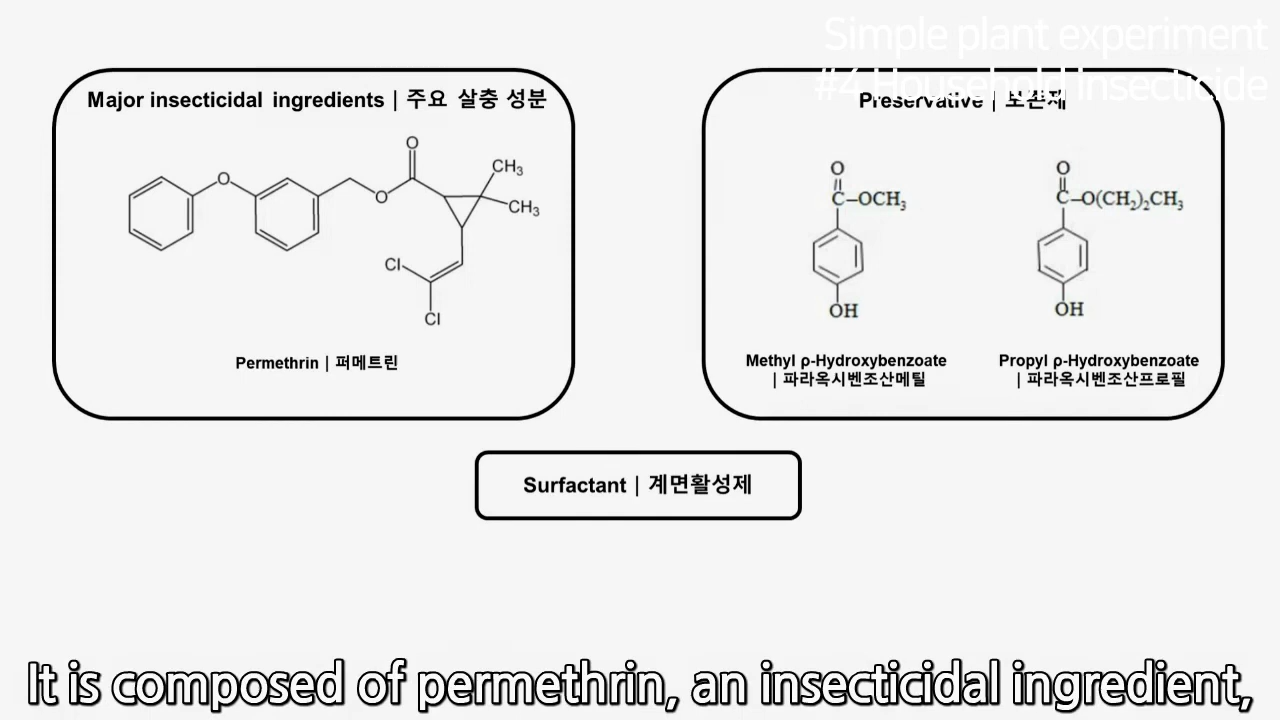 Simple plant experiment
#4 Household insecticide
Major insecticidal ingredients | 주요 살충 성분
O
O
O
CH₃
CH₃
Cl
Cl
Permethrin | 퍼메트린
Preservative | 보존제
O
C–OCH₃
OH
Methyl ρ-Hydroxybenzoate
| 파라옥시벤조산메틸
O
C–O(CH₂)₂CH₃
OH
Propyl ρ-Hydroxybenzoate
| 파라옥시벤조산프로필
Surfactant | 계면활성제
It is composed of permethrin, an insecticidal ingredient,